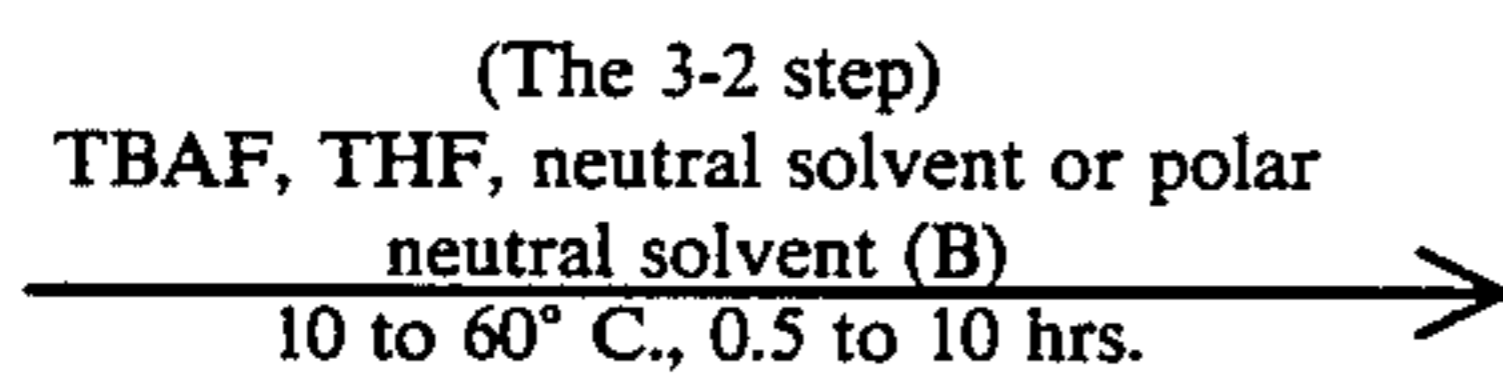 (The 3-2 step)
TBAF, THF, neutral solvent or polar
neutral solvent (B)
10 to 60° C., 0.5 to 10 hrs.